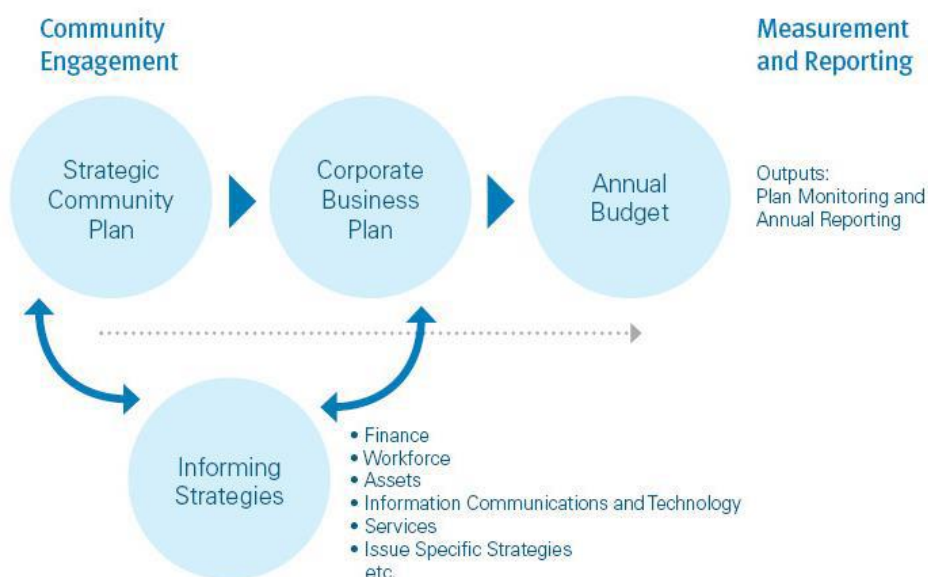 Community
Engagement
Measurement
and Reporting
Strategic
Community
Plan
Corporate
Business
Plan
Annual
Budget
Outputs:
Plan Monitoring and
Annual Reporting
Informing
Strategies
• Finance
• Workforce
• Assets
• Information Communications and Technology
• Services
• Issue Specific Strategies
etc.